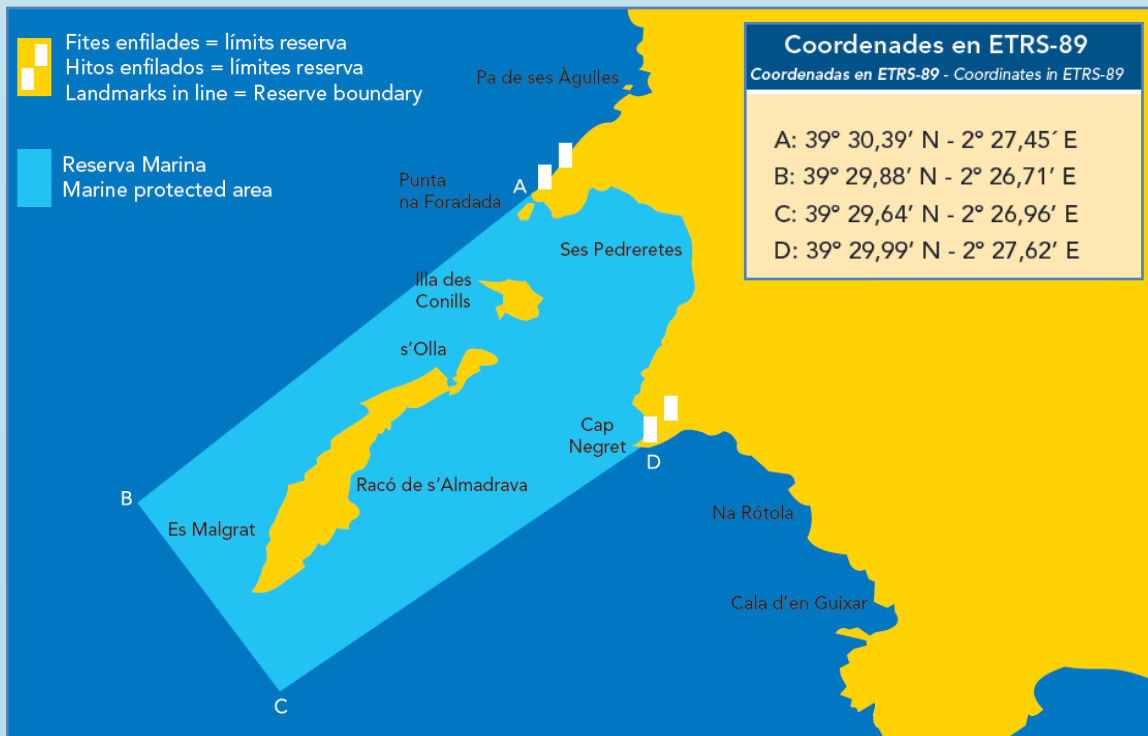 Fites enfilades = límits reserva
Hitos enfilados = límites reserva
Landmarks in line = Reserve boundary
Reserva Marina
Marine protected area
Coordenades en ETRS-89
Coordenadas en ETRS-89 - Coordinates in ETRS-89
A: 39° 30,39' N - 2° 27,45´ E
B: 39° 29,88' N - 2° 26,71' E
C: 39° 29,64' N - 2° 26,96' E
D: 39° 29,99' N - 2° 27,62' E
Pa de ses Àguiles
A
Punta
na Foradada
Ses Pedreretes
Illa des
Conills
s'Olla
Cap
Negret
D
Racó de s'Almadrava
B
Es Malgrat
Na Rótola
Cala d'en Guixar
C